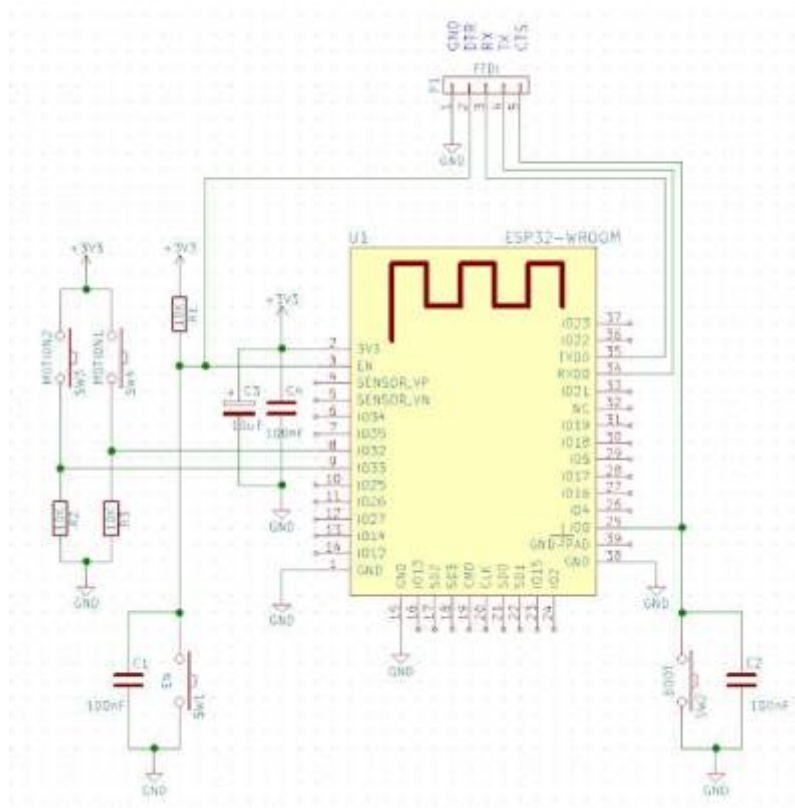 GND
DTR
RX
TX
CTS
P1
1
2
3
4
5
GND
U1
ESP32-WROOM
+3V3
+3V3
+3V3
10K
R1
MOTION2
SW3
MOTION1
SW4
C3
10uF
C4
100nF
GND
2
3V3
3
EN
4
SENSOR_VP
5
SENSOR_VN
6
IO34
7
IO35
8
IO32
9
IO33
10
IO25
11
IO26
12
IO27
13
IO14
14
IO12
1
GND
IO23
37
IO22
36
TXD0
35
RXD0
34
IO21
33
NC
32
IO19
31
IO18
30
IO5
29
IO17
28
IO16
27
IO4
26
IO0
25
GND-PAD
39
GND
38
GND
15
IO13
16
SD2
17
SD3
18
CMD
19
CLK
20
SD0
21
SD1
22
IO15
23
IO2
24
10K
R2
10K
R3
GND
GND
GND
GND
C1
100nF
EN
SW1
GND
BOOT
SW2
C2
100nF
GND